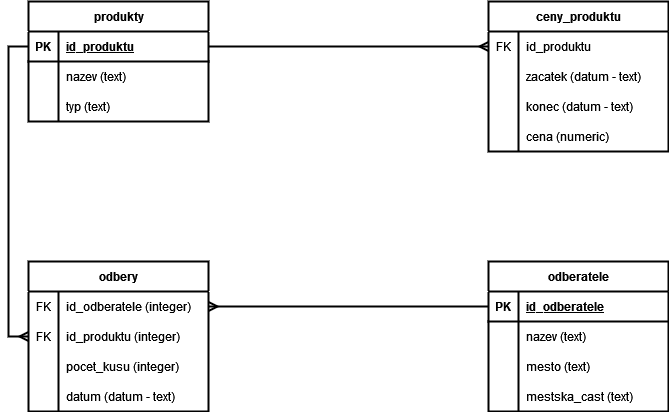 produkty
PK id_produktu
nazev (text)
typ (text)
ceny_produktu
FK id_produktu
zacatek (datum - text)
konec (datum - text)
cena (numeric)
odbery
FK id_odberatele (integer)
FK id_produktu (integer)
pocet_kusu (integer)
datum (datum - text)
odberatele
PK id_odberatele
nazev (text)
mesto (text)
mestska_cast (text)